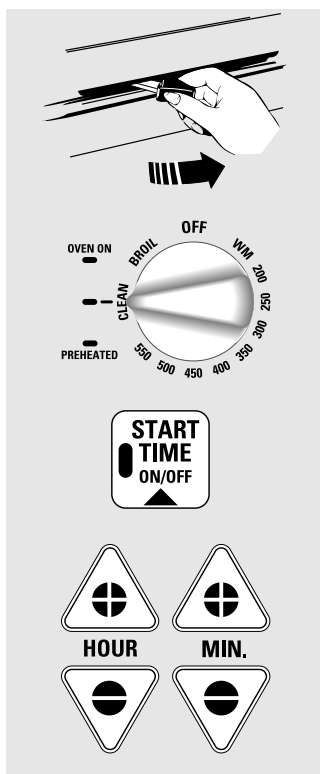 OFF
OVEN ON
BROIL
WM
CLEAN
200
250
300
350
400
450
500
550
PREHEATED
START
TIME
ON/OFF
HOUR MIN.